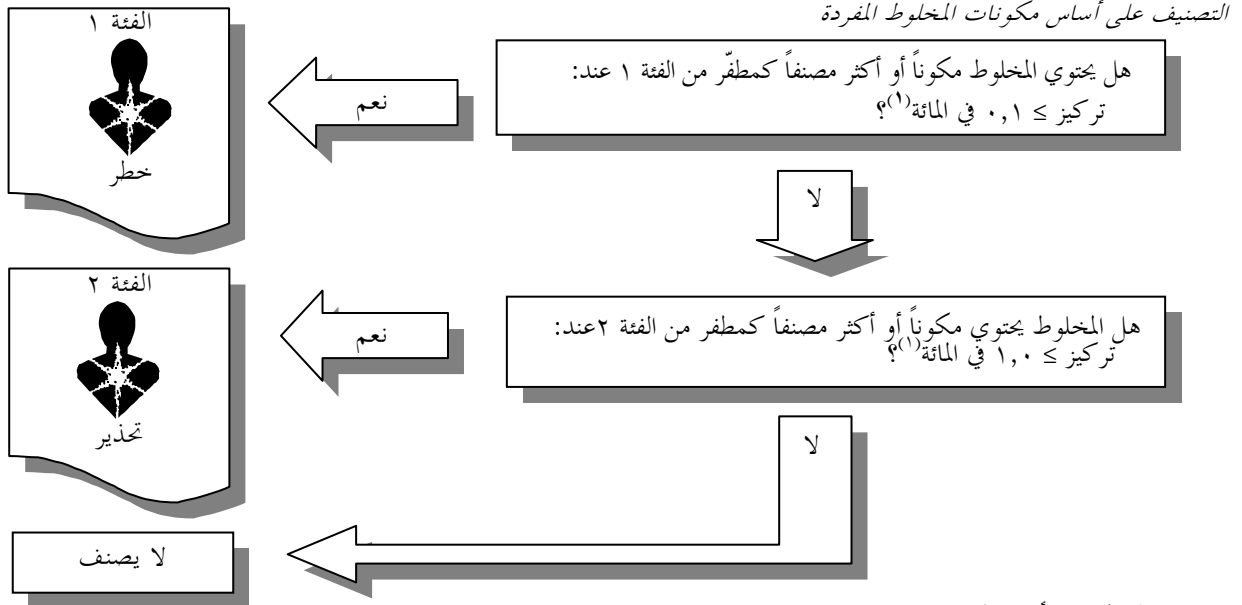 التصنيف على أساس مكونات المخلوط المفردة
هل يحتوي المخلوط مكوناً أو أكثر مصنفاً كمطفّر من الفئة ١ عند:
تركيز ≥ ٠,١ في المائة(١)؟
نعم
الفئة ١
خطر
لا
هل المخلوط يحتوي مكوناً أو أكثر مصنفاً كمطفر من الفئة ٢عند:
تركيز ≥ ١,٠ في المائة(١)؟
نعم
الفئة ٢
تحذير
لا
لا يصنف